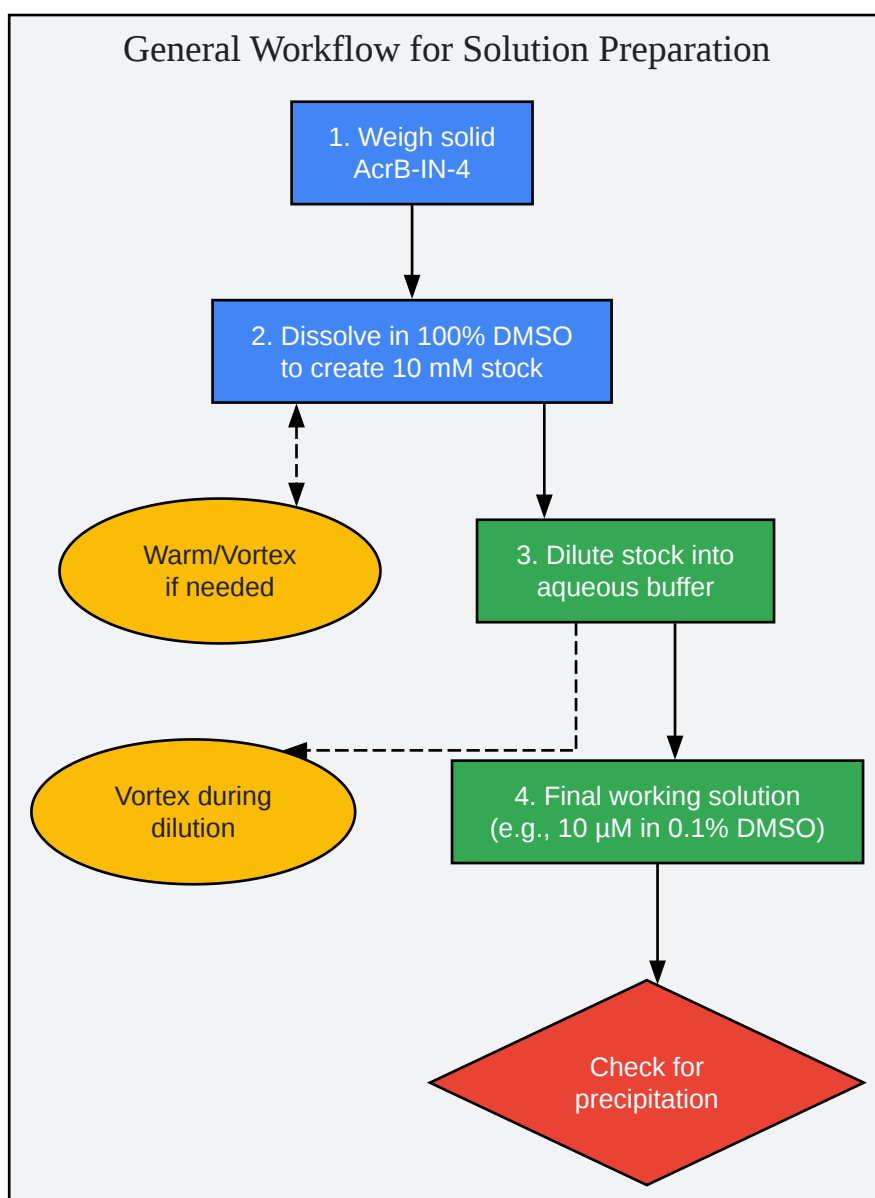 General Workflow for Solution Preparation
1. Weigh solid
AcrB-IN-4
2. Dissolve in 100% DMSO
to create 10 mM stock
Warm/Vortex
if needed
3. Dilute stock into
aqueous buffer
Vortex during
dilution
4. Final working solution
(e.g., 10 µM in 0.1% DMSO)
Check for
precipitation